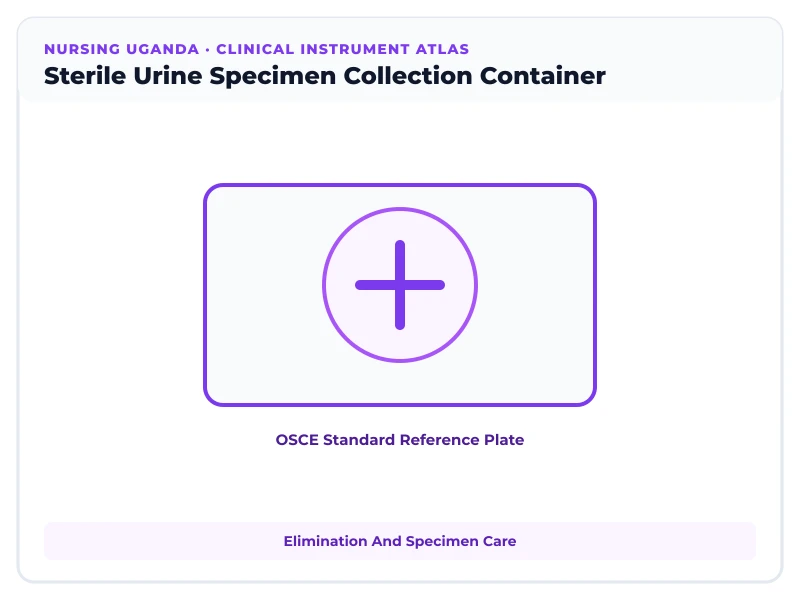 NURSING UGANDA · CLINICAL INSTRUMENT ATLAS
Sterile Urine Specimen Collection Container
OSCE Standard Reference Plate
Elimination And Specimen Care